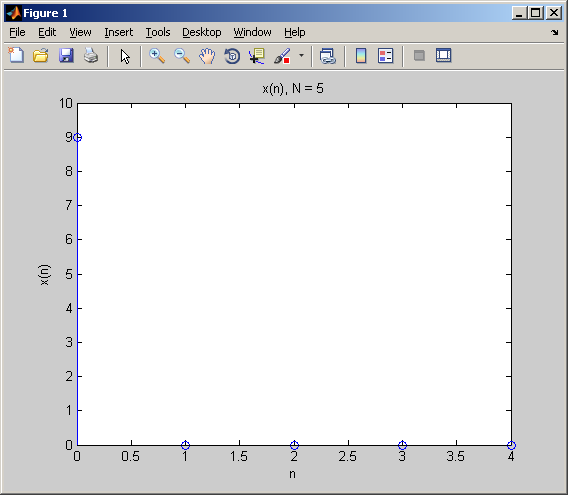 Figure 1
File Edit View Insert Tools Desktop Window Help
x(n), N = 5
10
9
8
7
6
5
4
3
2
1
0
x(n)
0 0.5 1 1.5 2 2.5 3 3.5 4
n